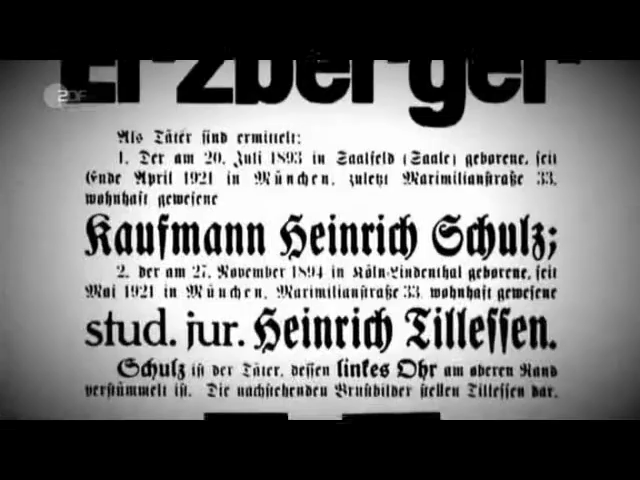 Erzberger
ZDF
Als Täter sind ermittelt:
1. Der am 20. Juli 1893 in Saalfeld (Saale) geborene, seit
Ende April 1921 in München, zuletzt Maximilianstraße 33,
wohnhaft gewesene
Kaufmann Heinrich Schulz;
2. der am 27. November 1894 in Köln-Lindenthal geborene, seit
Mai 1921 in München, Maximilianstraße 33, wohnhaft gewesene
stud. jur. Heinrich Tillessen.
Schulz ist der Täter, dessen linkes Ohr am oberen Rand
verstümmelt ist. Die nachstehenden Brustbilder stellen Tillessen dar.